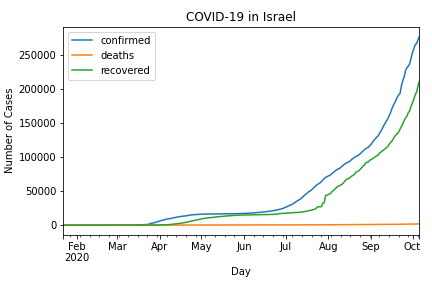 COVID-19 in Israel
confirmed
deaths
recovered
Number of Cases
250000
200000
150000
100000
50000
0
Feb Mar Apr May Jun Jul Aug Sep Oct
2020
Day